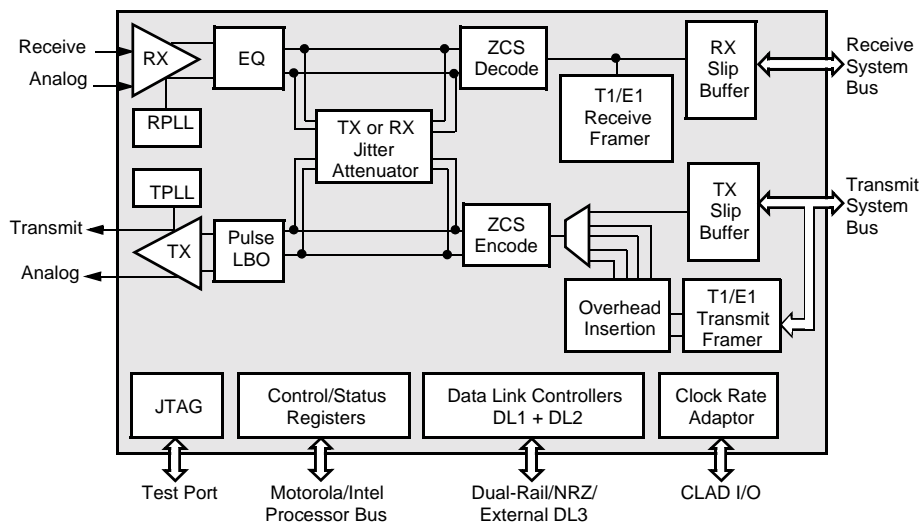 Receive
Analog
RX
EQ
ZCS
Decode
RX
Slip
Buffer
Receive
System
Bus
RPLL
TX or RX
Jitter
Attenuator
T1/E1
Receive
Framer
TPLL
Transmit
Analog
TX
Pulse
LBO
ZCS
Encode
TX
Slip
Buffer
Transmit
System
Bus
Overhead
Insertion
T1/E1
Transmit
Framer
JTAG
Control/Status
Registers
Data Link Controllers
DL1 + DL2
Clock Rate
Adaptor
Test Port
Motorola/Intel
Processor Bus
Dual-Rail/NRZ/
External DL3
CLAD I/O